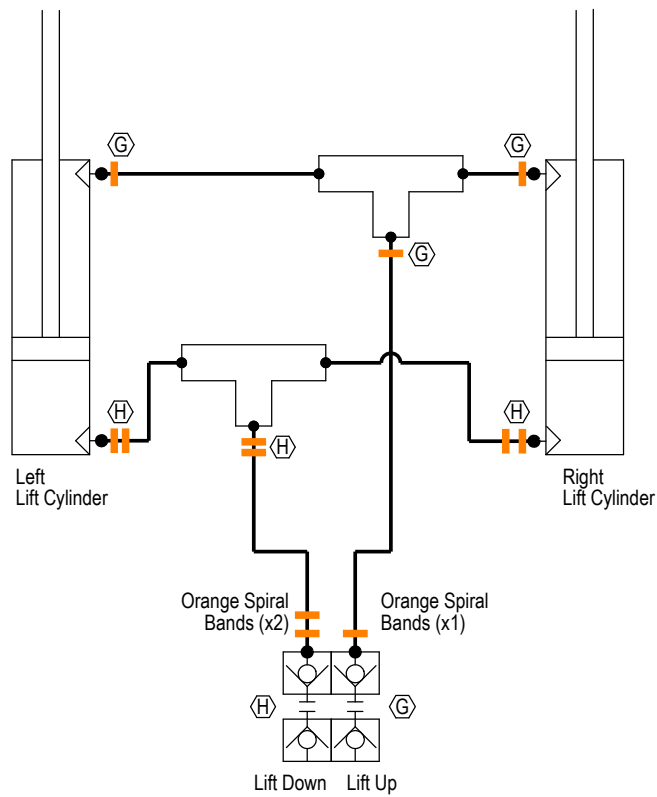 G
G
G
H
H
H
Left
Lift Cylinder
Right
Lift Cylinder
Orange Spiral
Bands (x2)
Orange Spiral
Bands (x1)
H
G
Lift Down
Lift Up